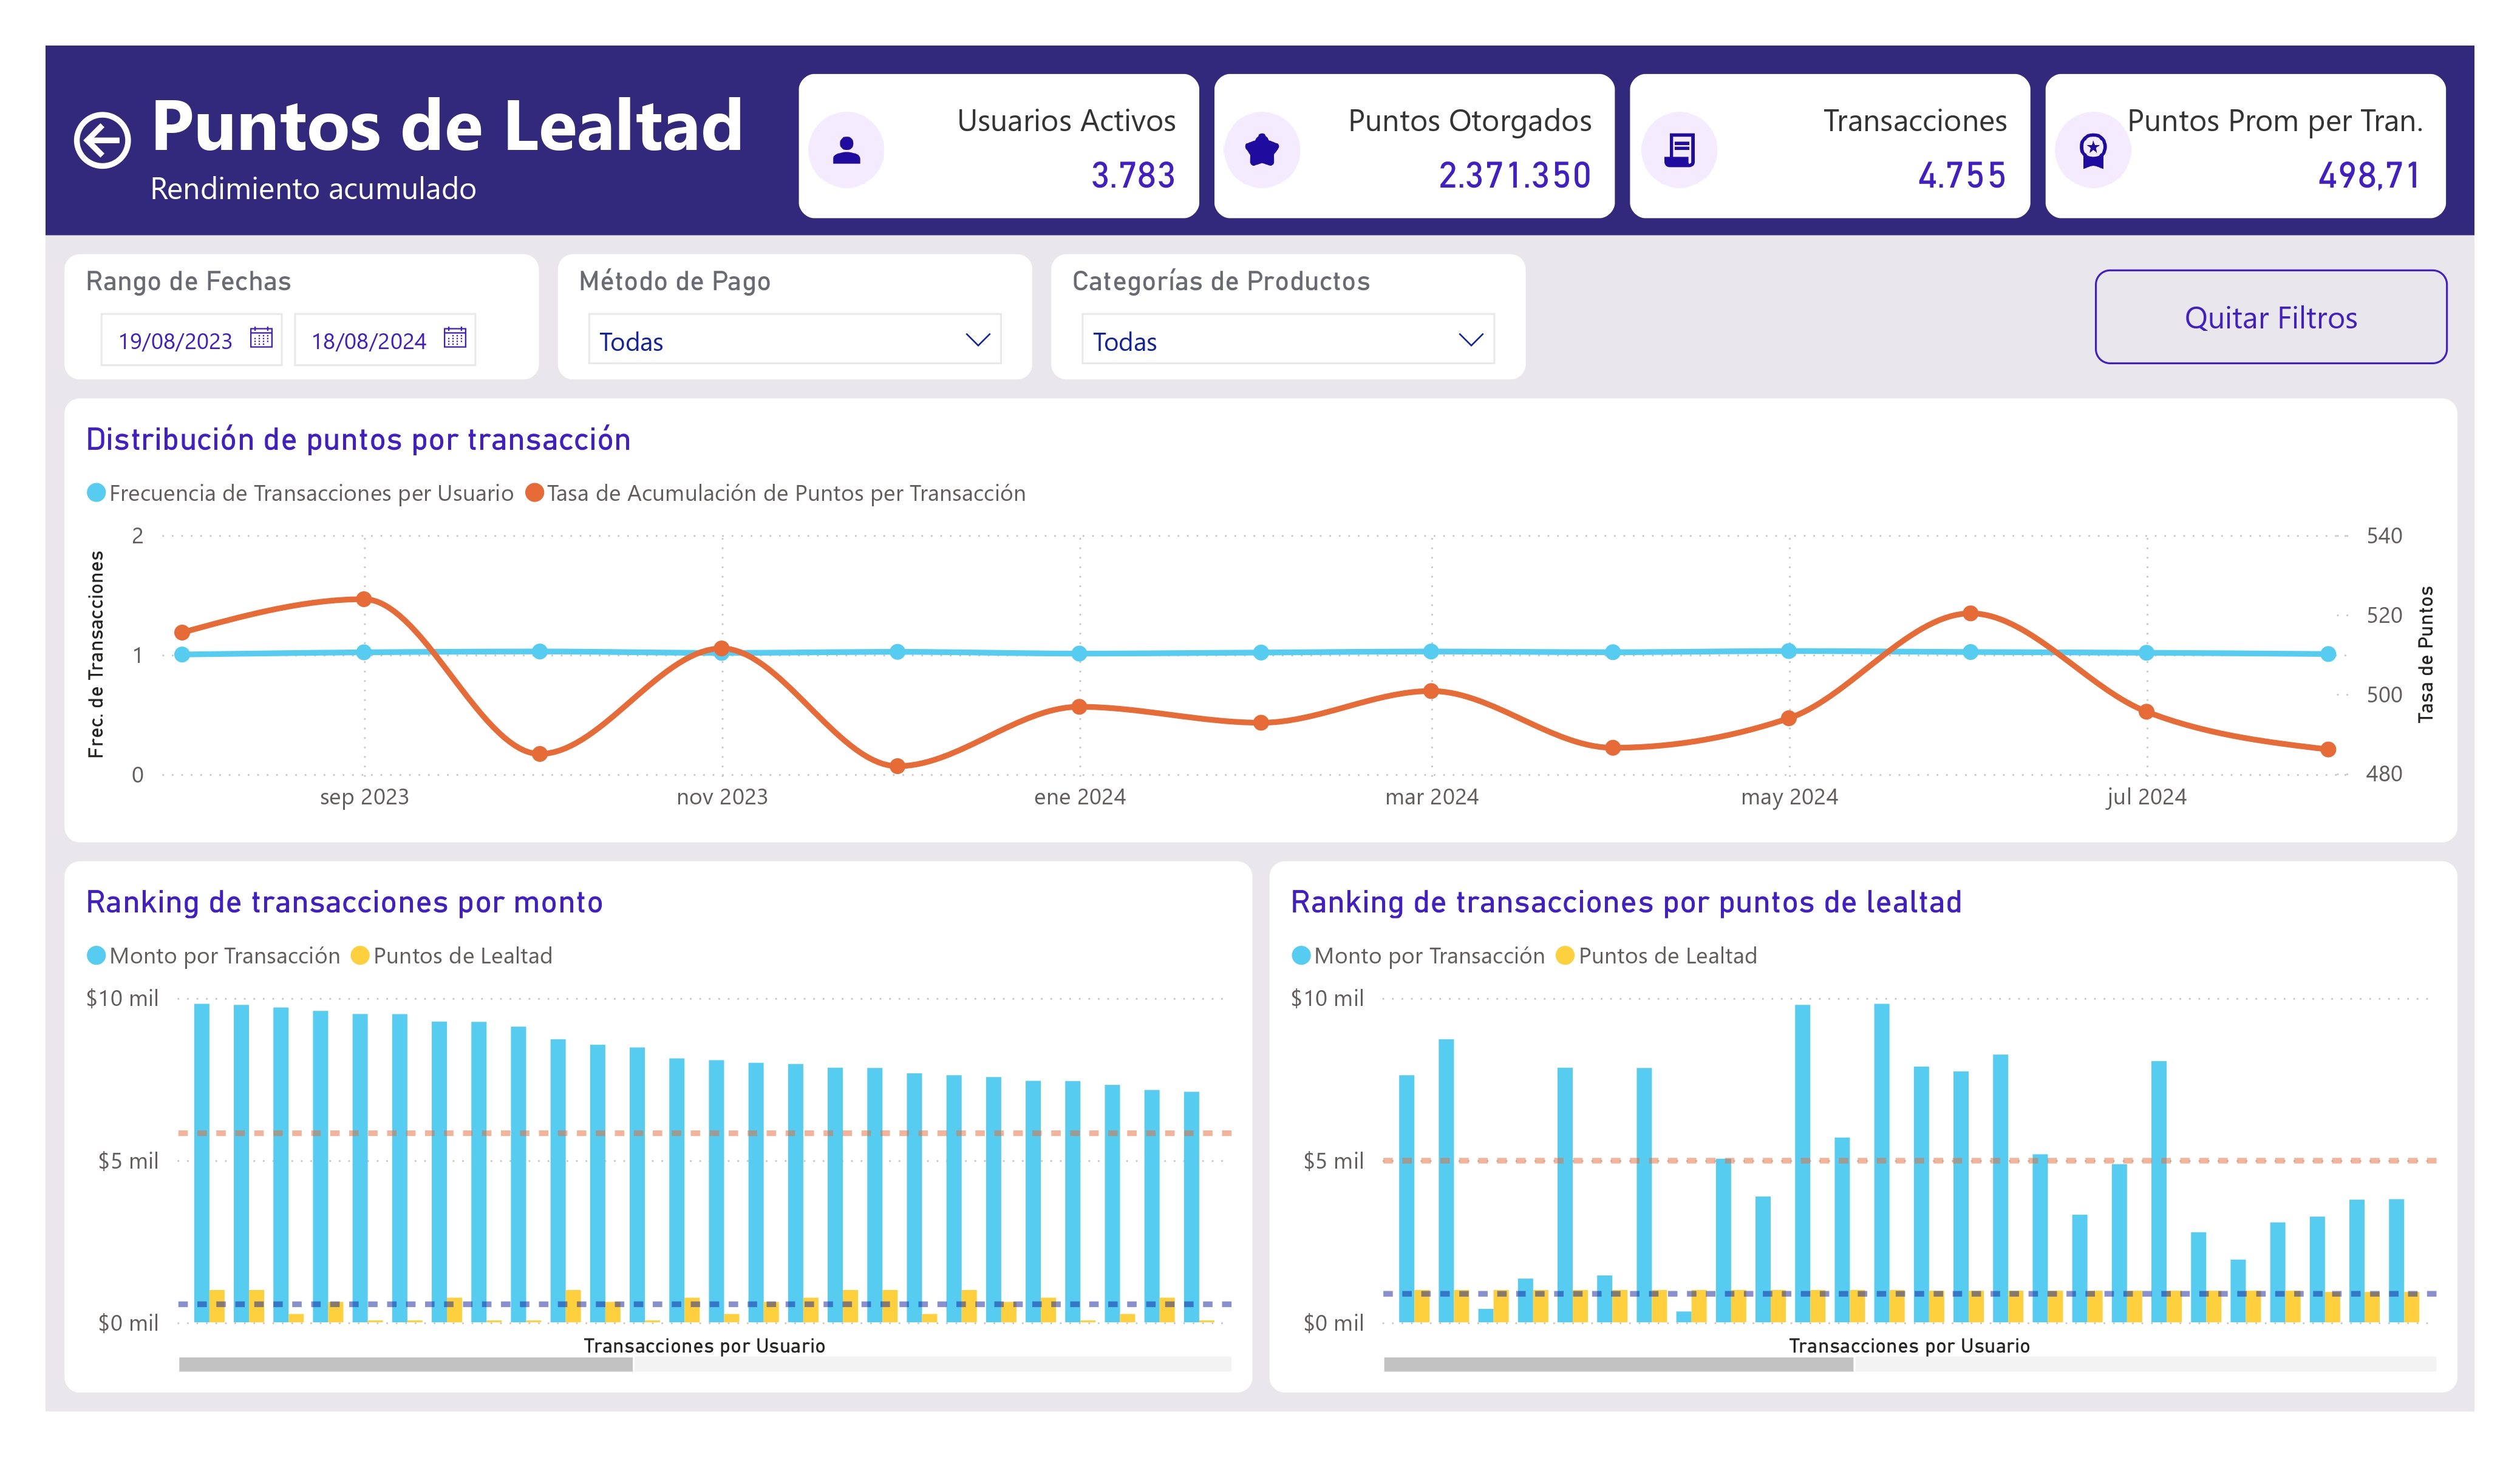 Puntos de Lealtad
Rendimiento acumulado
Usuarios Activos
3.783
Puntos Otorgados
2.371.350
Transacciones
4.755
Puntos Prom per Tran.
498,71
Rango de Fechas
19/08/2023
18/08/2024
Método de Pago
Todas
Categorías de Productos
Todas
Quitar Filtros
Distribución de puntos por transacción
Frecuencia de Transacciones per Usuario
Tasa de Acumulación de Puntos per Transacción
Frec. de Transacciones
2
1
0
540
520
500
480
Tasa de Puntos
sep 2023
nov 2023
ene 2024
mar 2024
may 2024
jul 2024
Ranking de transacciones por monto
Monto por Transacción
Puntos de Lealtad
$10 mil
$5 mil
$0 mil
Transacciones por Usuario
Ranking de transacciones por puntos de lealtad
Monto por Transacción
Puntos de Lealtad
$10 mil
$5 mil
$0 mil
Transacciones por Usuario